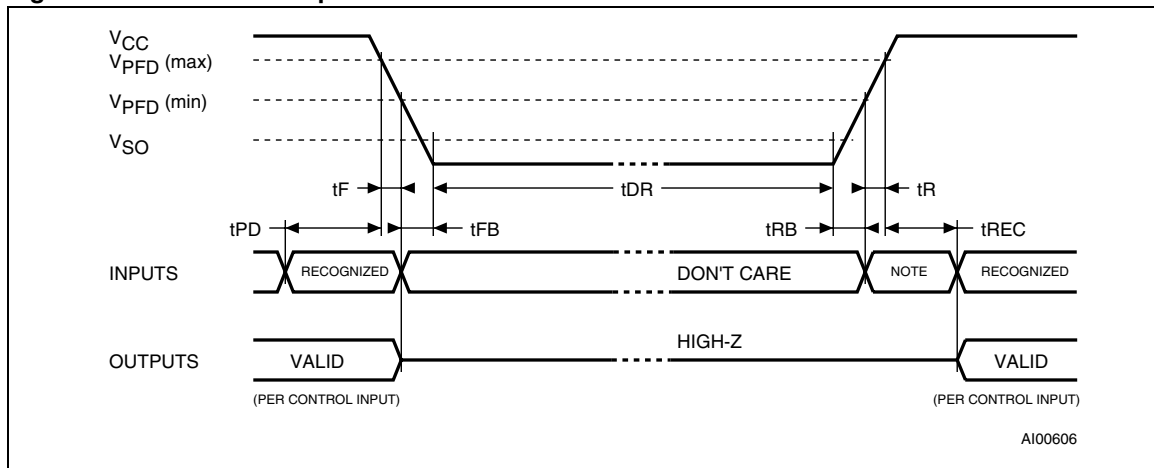 VCC
VPFD (max)
VPFD (min)
VSO
tF
tDR
tR
tPD
tFB
tRB
tREC
INPUTS
RECOGNIZED
DON'T CARE
NOTE
RECOGNIZED
OUTPUTS
VALID
HIGH-Z
VALID
(PER CONTROL INPUT)
(PER CONTROL INPUT)
AI00606